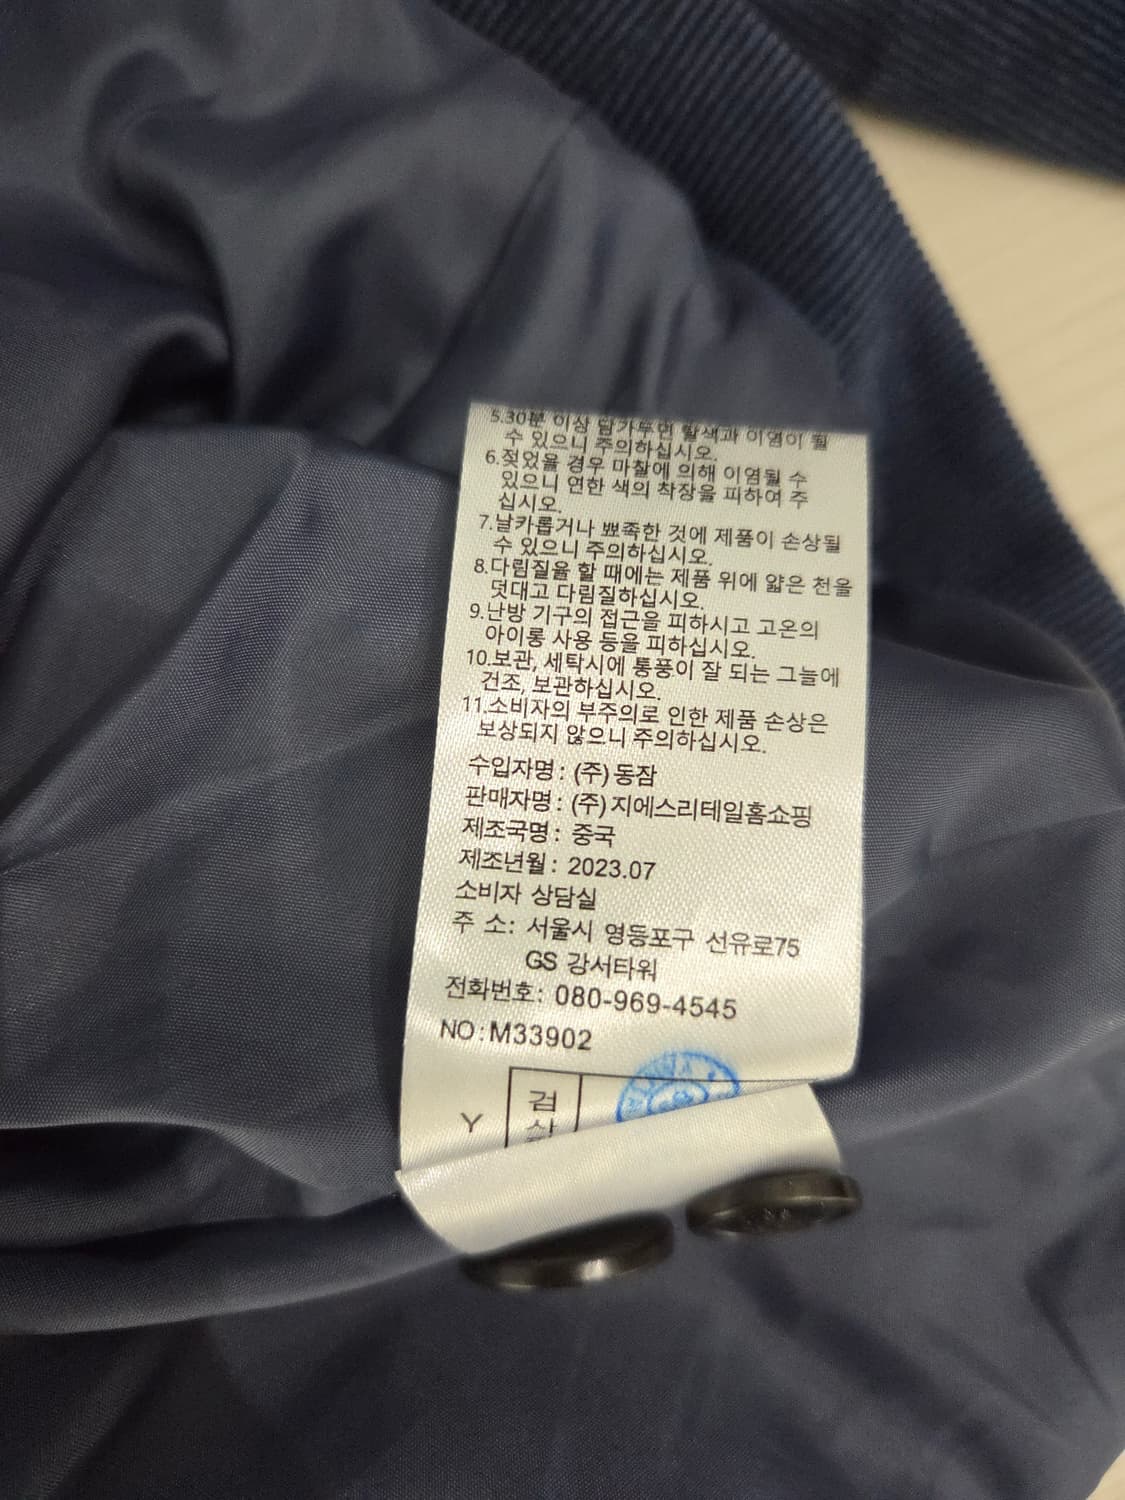 5.30분 이상 담가두면 탈색과 이염이 될
수 있으니 주의하십시오.
6.젖었을 경우 마찰에 의해 이염될 수
있으니 연한 색의 착장을 피하여 주
십시오.
7.날카롭거나 뾰족한 것에 제품이 손상될
수 있으니 주의하십시오.
8.다림질을 할 때에는 제품 위에 얇은 천을
덧대고 다림질하십시오.
9.난방 기구의 접근을 피하시고 고온의
아이롱 사용 등을 피하십시오.
10.보관, 세탁시에 통풍이 잘 되는 그늘에
건조, 보관하십시오.
11.소비자의 부주의로 인한 제품 손상은
보상되지 않으니 주의하십시오.
수입자명: (주)동잠
판매자명: (주)지에스리테일홈쇼핑
제조국명: 중국
제조년월: 2023.07
소비자 상담실
주 소: 서울시 영등포구 선유로75
GS 강서타워
전화번호: 080-969-4545
NO:M33902
Y 검